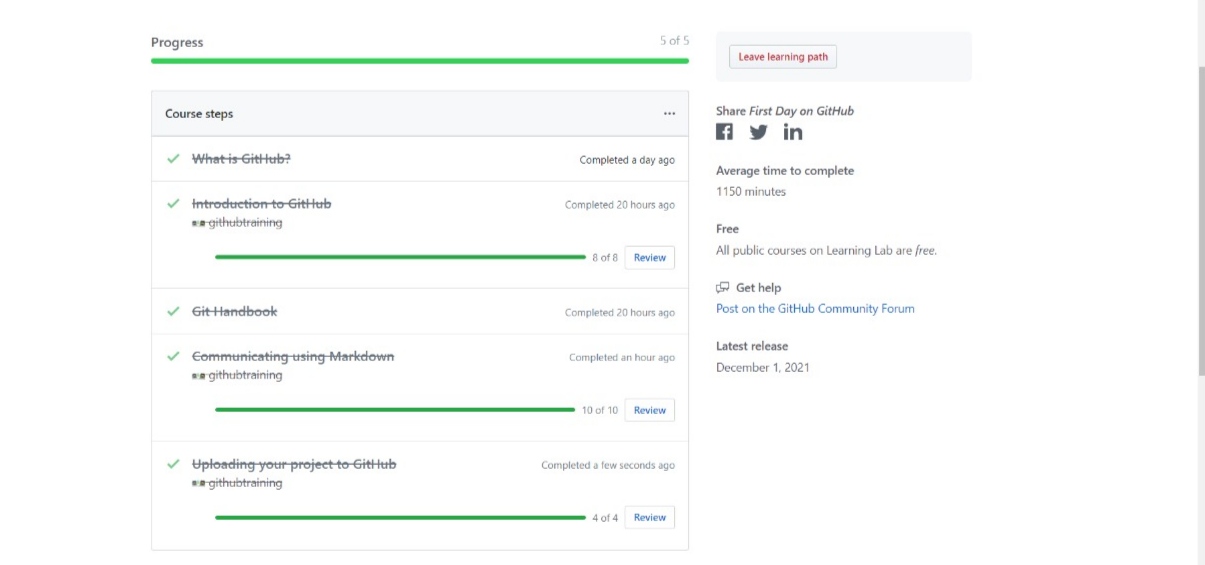 Progress
5 of 5
Course steps
What is GitHub?
Completed a day ago
Introduction to GitHub
Completed 20 hours ago
githubtraining
8 of 8
Review
Git Handbook
Completed 20 hours ago
Communicating using Markdown
Completed an hour ago
githubtraining
10 of 10
Review
Uploading your project to GitHub
Completed a few seconds ago
githubtraining
4 of 4
Review
Leave learning path
Share First Day on GitHub
Average time to complete
1150 minutes
Free
All public courses on Learning Lab are free.
Get help
Post on the GitHub Community Forum
Latest release
December 1, 2021